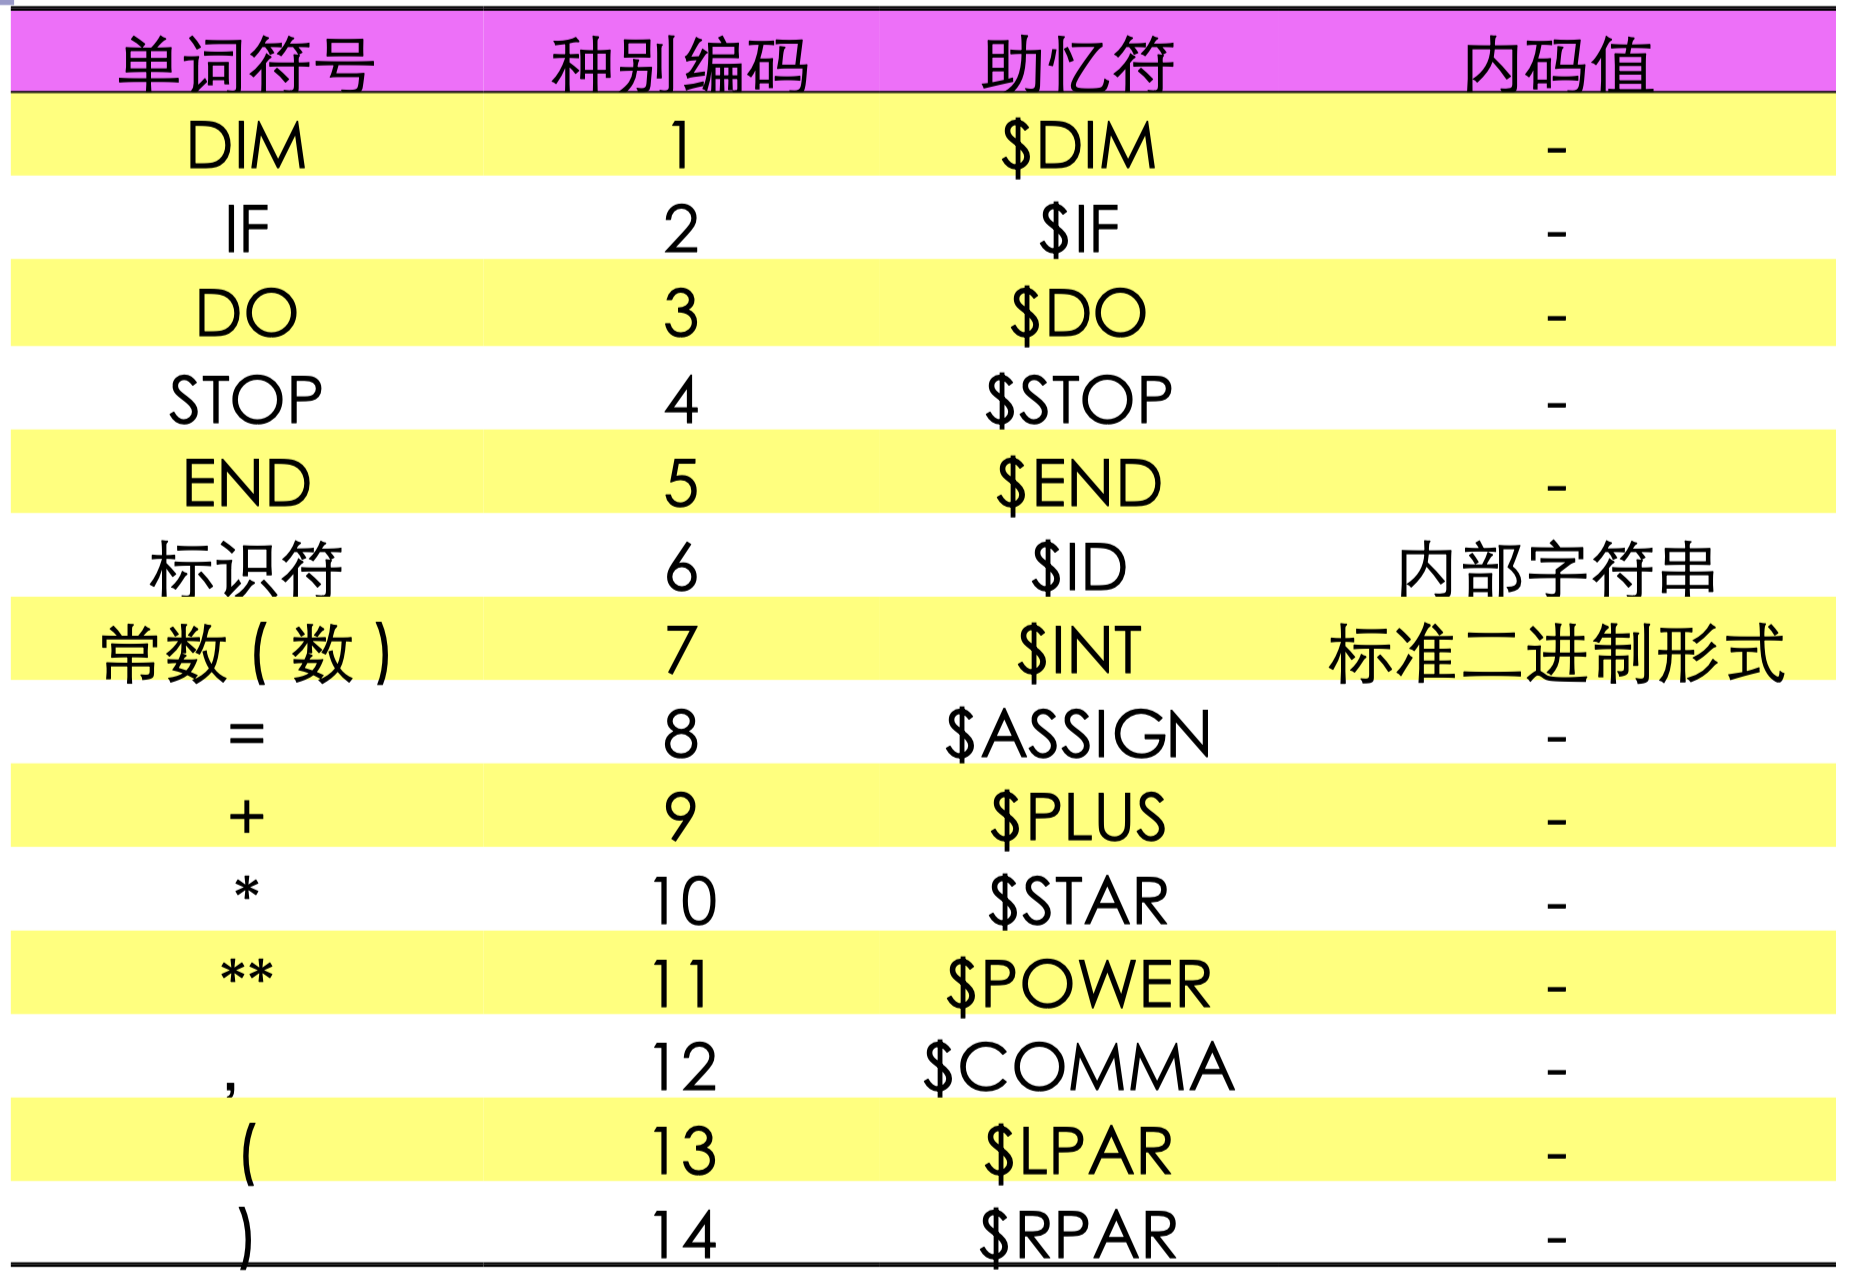 单词符号 种别编码 助忆符 内码值
DIM 1 $DIM -
IF 2 $IF -
DO 3 $DO -
STOP 4 $STOP -
END 5 $END -
标识符 6 $ID 内部字符串
常数(数) 7 $INT 标准二进制形式
= 8 $ASSIGN -
+ 9 $PLUS -
* 10 $STAR -
** 11 $POWER -
, 12 $COMMA -
( 13 $LPAR -
) 14 $RPAR -